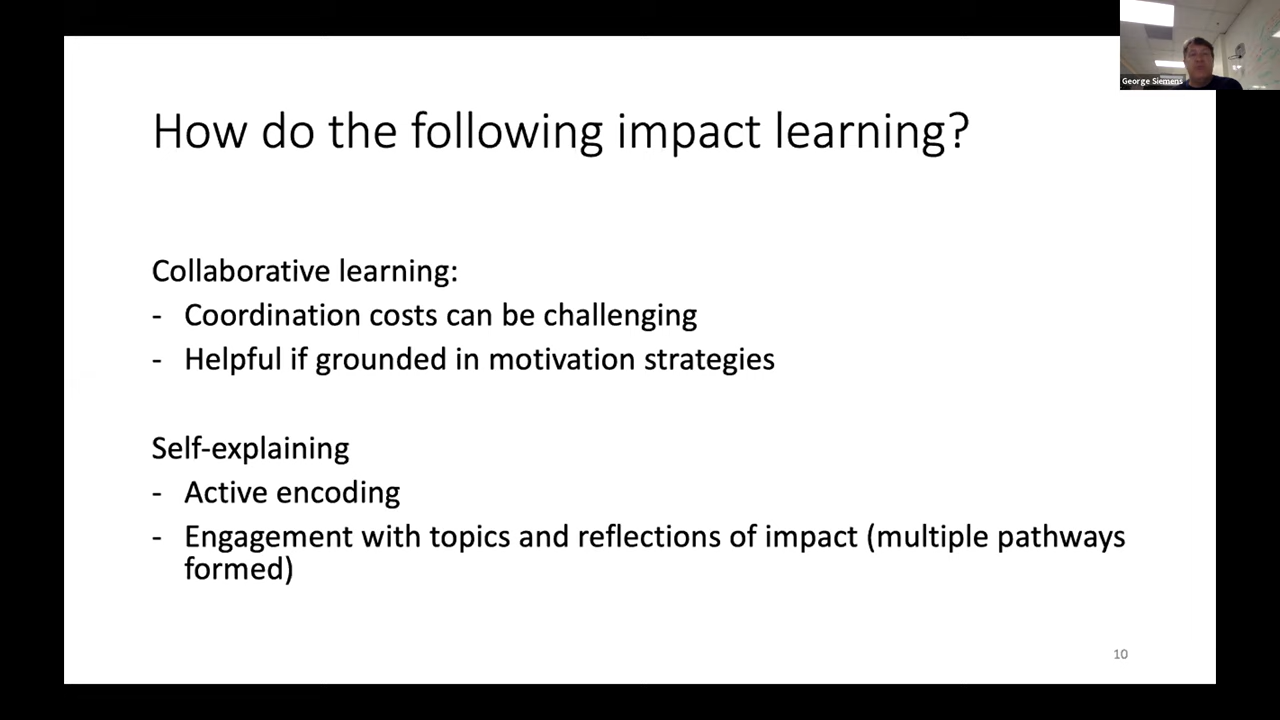 George Siemens
How do the following impact learning?
Collaborative learning:
- Coordination costs can be challenging
- Helpful if grounded in motivation strategies
Self-explaining
- Active encoding
- Engagement with topics and reflections of impact (multiple pathways
formed)
10